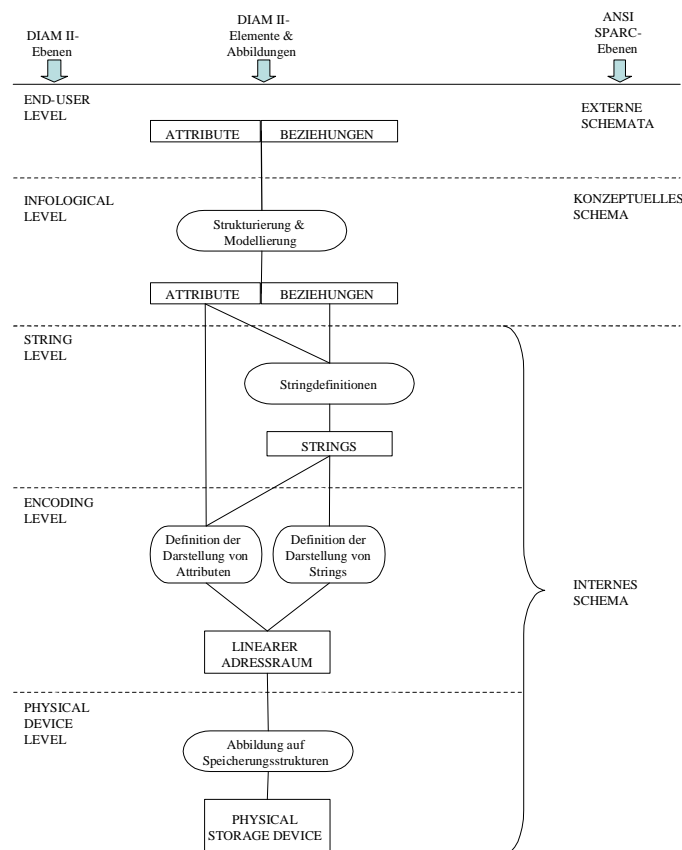 DIAM II-
Ebenen
DIAM II-
Elemente &
Abbildungen
ANSI
SPARC-
Ebenen
END-USER
LEVEL
EXTERNE
SCHEMATA
ATTRIBUTE
BEZIEHUNGEN
INFOLOGICAL
LEVEL
KONZEPTUELLES
SCHEMA
Strukturierung &
Modellierung
ATTRIBUTE
BEZIEHUNGEN
STRING
LEVEL
Stringdefinitionen
STRINGS
ENCODING
LEVEL
Definition der
Darstellung von
Attributen
Definition der
Darstellung von
Strings
INTERNES
SCHEMA
LINEARER
ADRESSRAUM
PHYSICAL
DEVICE
LEVEL
Abbildung auf
Speicherungsstrukturen
PHYSICAL
STORAGE DEVICE